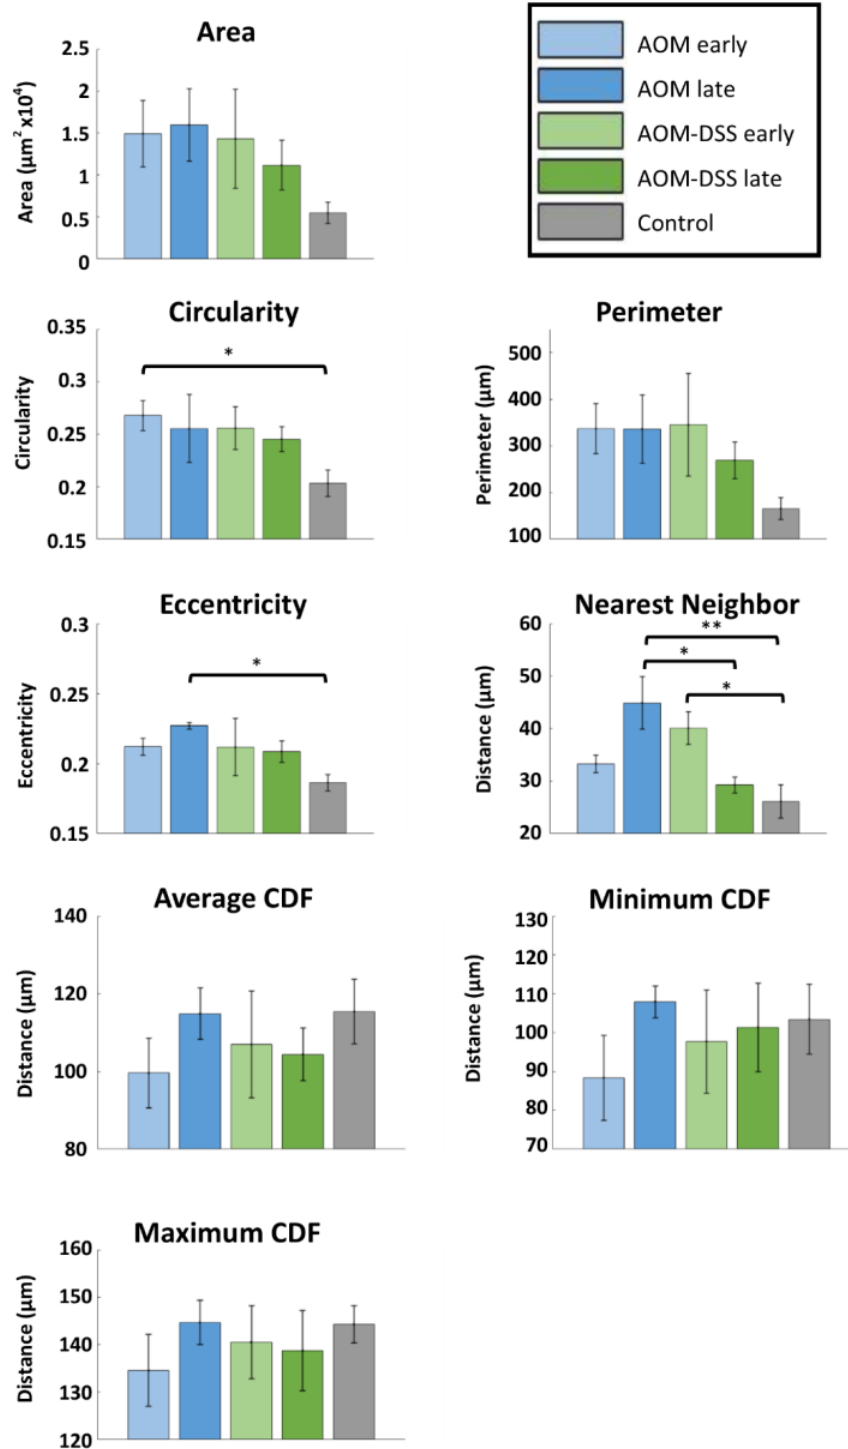 Area
Area (µm² x10⁴)
2.5
2
1.5
1
0.5
0
AOM early
AOM late
AOM-DSS early
AOM-DSS late
Control
Circularity
Circularity
0.35
0.3
0.25
0.2
0.15
*
Perimeter
Perimeter (µm)
500
400
300
200
100
Eccentricity
Eccentricity
0.3
0.25
0.2
0.15
*
Nearest Neighbor
Distance (µm)
60
50
40
30
20
**
*
*
Average CDF
Distance (µm)
140
120
100
80
Minimum CDF
Distance (µm)
130
120
110
100
90
80
70
Maximum CDF
Distance (µm)
160
150
140
130
120